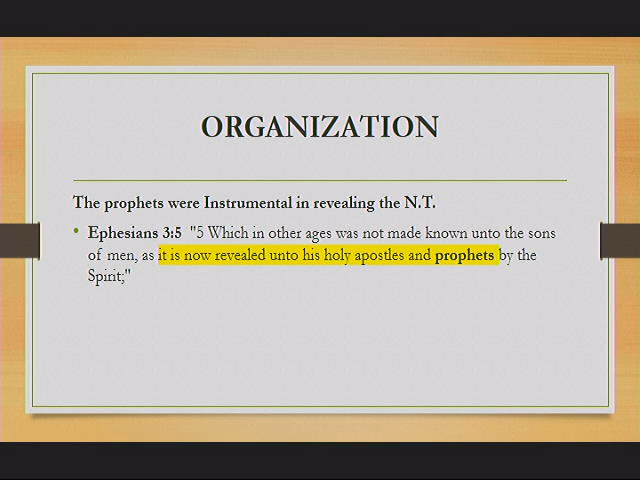 ORGANIZATION
The prophets were Instrumental in revealing the N.T.
• Ephesians 3:5 "5 Which in other ages was not made known unto the sons
of men, as it is now revealed unto his holy apostles and prophets by the
Spirit;"